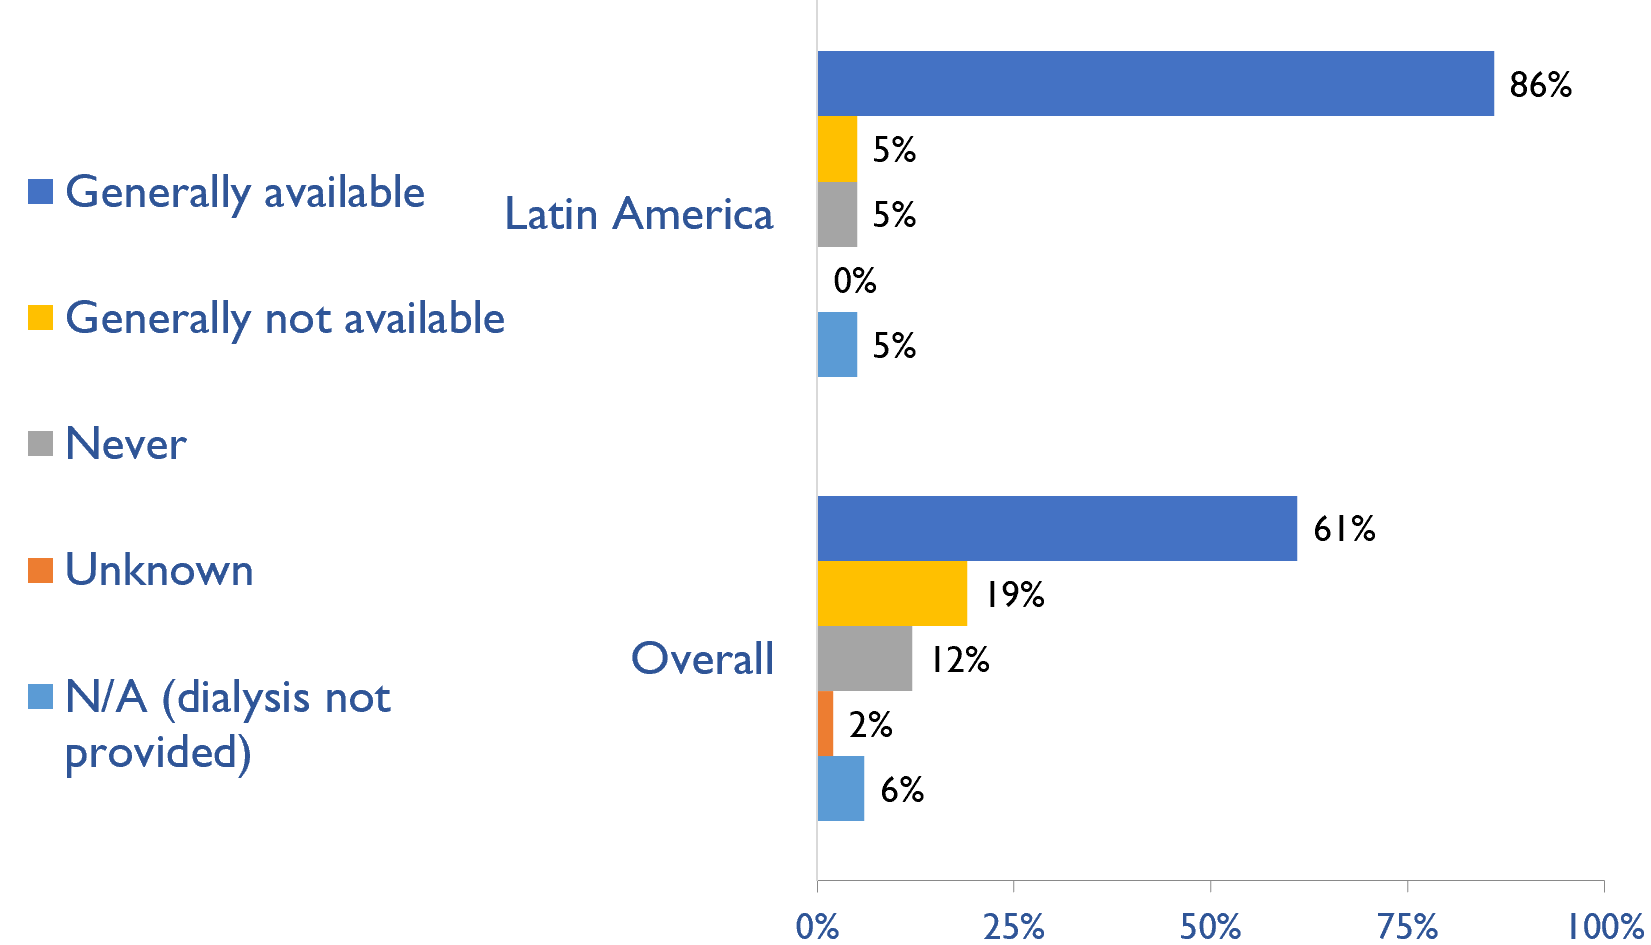 Generally available
Generally not available
Never
Unknown
N/A (dialysis not
provided)
Latin America
86%
5%
5%
0%
5%
Overall
61%
19%
12%
2%
6%
0% 25% 50% 75% 100%